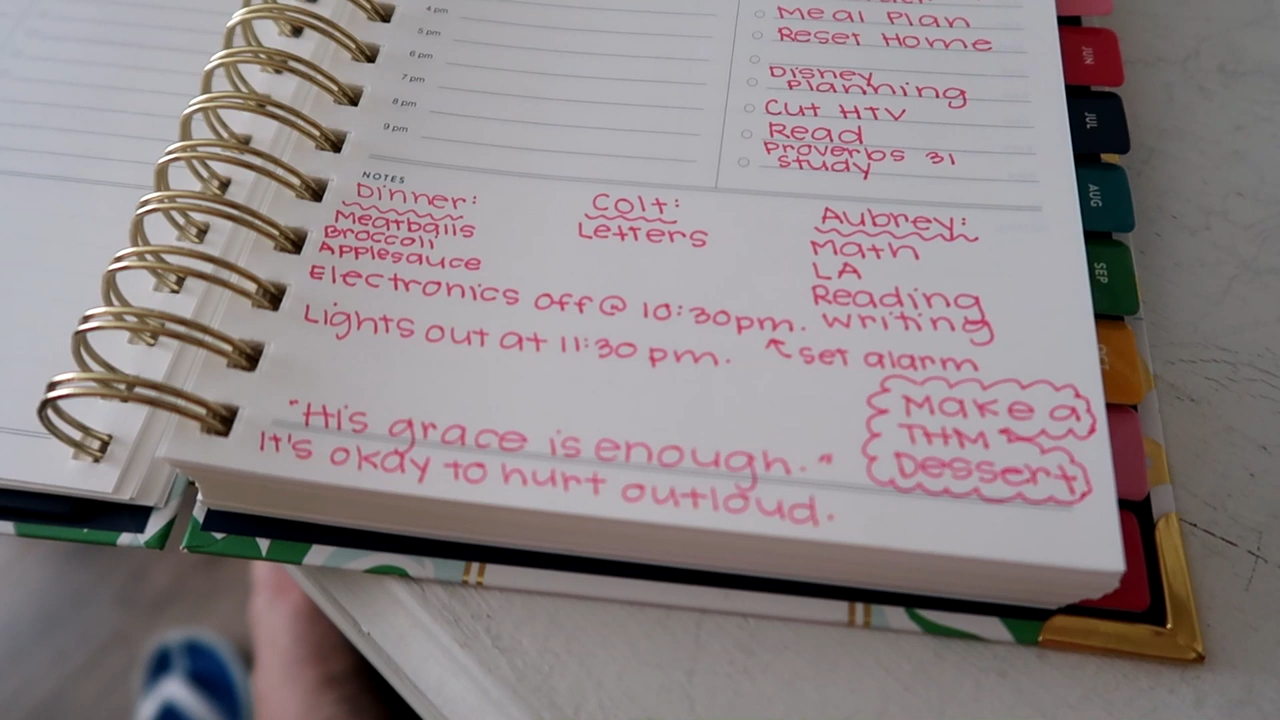 4 pm
5 pm
6 pm
7 pm
8 pm
9 pm
Meal Plan
Reset Home
Disney
Planning
Cut HTV
Read
Proverbs 31
Study
NOTES
Dinner:
Meatballs
Broccoli
Applesauce
Colt:
Letters
Aubrey:
Math
LA
Reading
Writing
Electronics off @ 10:30pm.
Lights out at 11:30 pm.
set alarm
Make a
THM
Dessert
"His grace is enough."
It's okay to hurt outloud.
JUN
JUL
AUG
SEP
OCT